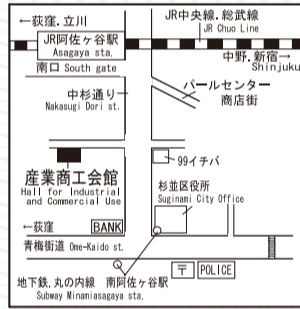 ←荻窪.立川
JR中央線.総武線
JR Chuo Line
JR阿佐ヶ谷駅
Asagaya sta.
中野.新宿→
Shinjuku
南口 South gate
中杉通り
Nakasugi Dori st.
パールセンター
商店街
99イチバ
産業商工会館
Hall for Industrial
and Commercial Use
杉並区役所
Suginami City Office
←荻窪
BANK
青梅街道 Ome-Kaido st.
地下鉄.丸の内線 南阿佐ヶ谷駅
Subway Minamiasagaya sta.
〒
POLICE